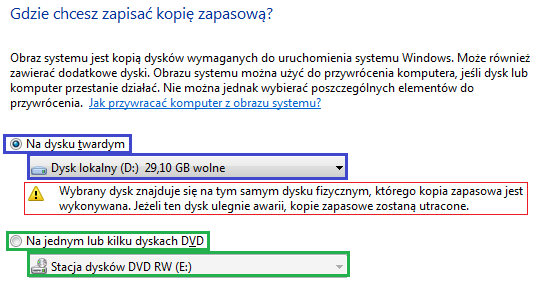 Gdzie chcesz zapisać kopię zapasową?
Obraz systemu jest kopią dysków wymaganych do uruchomienia systemu Windows. Może również
zawierać dodatkowe dyski. Obrazu systemu można użyć do przywrócenia komputera, jeśli dysk lub
komputer przestanie działać. Nie można jednak wybierać poszczególnych elementów do
przywrócenia. Jak przywracać komputer z obrazu systemu?
Na dysku twardym
Dysk lokalny (D:) 29,10 GB wolne
Wybrany dysk znajduje się na tym samym dysku fizycznym, którego kopia zapasowa jest
wykonywana. Jeżeli ten dysk ulegnie awarii, kopie zapasowe zostaną utracone.
Na jednym lub kilku dyskach DVD
Stacja dysków DVD RW (E:)